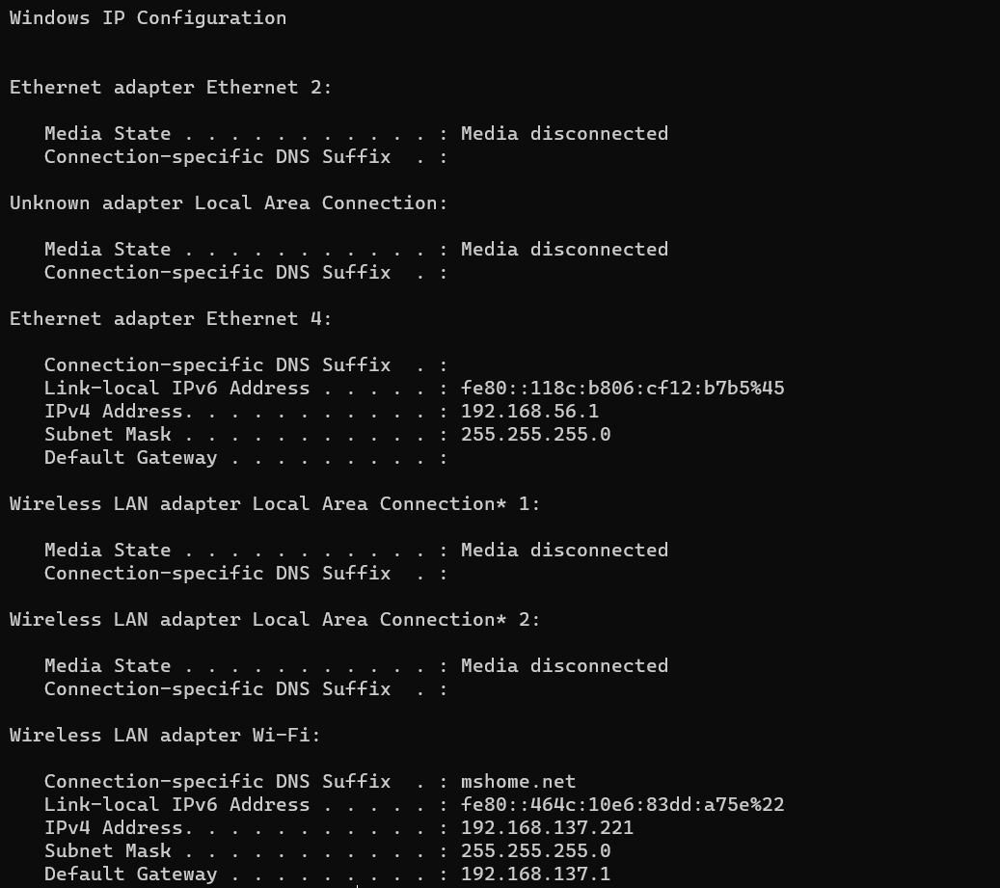 Windows IP Configuration
Ethernet adapter Ethernet 2:
Media State . . . . . . . . . . . : Media disconnected
Connection-specific DNS Suffix  . :
Unknown adapter Local Area Connection:
Media State . . . . . . . . . . . : Media disconnected
Connection-specific DNS Suffix  . :
Ethernet adapter Ethernet 4:
Connection-specific DNS Suffix  . :
Link-local IPv6 Address . . . . . : fe80::118c:b806:cf12:b7b5%45
IPv4 Address. . . . . . . . . . . : 192.168.56.1
Subnet Mask . . . . . . . . . . . : 255.255.255.0
Default Gateway . . . . . . . . . :
Wireless LAN adapter Local Area Connection* 1:
Media State . . . . . . . . . . . : Media disconnected
Connection-specific DNS Suffix  . :
Wireless LAN adapter Local Area Connection* 2:
Media State . . . . . . . . . . . : Media disconnected
Connection-specific DNS Suffix  . :
Wireless LAN adapter Wi-Fi:
Connection-specific DNS Suffix  . : mshome.net
Link-local IPv6 Address . . . . . : fe80::464c:10e6:83dd:a75e%22
IPv4 Address. . . . . . . . . . . : 192.168.137.221
Subnet Mask . . . . . . . . . . . : 255.255.255.0
Default Gateway . . . . . . . . . : 192.168.137.1